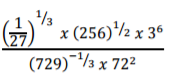 (1/27)^1/3 x (256)^1/2 x 3^6
(729)^−1/3 x 72^2